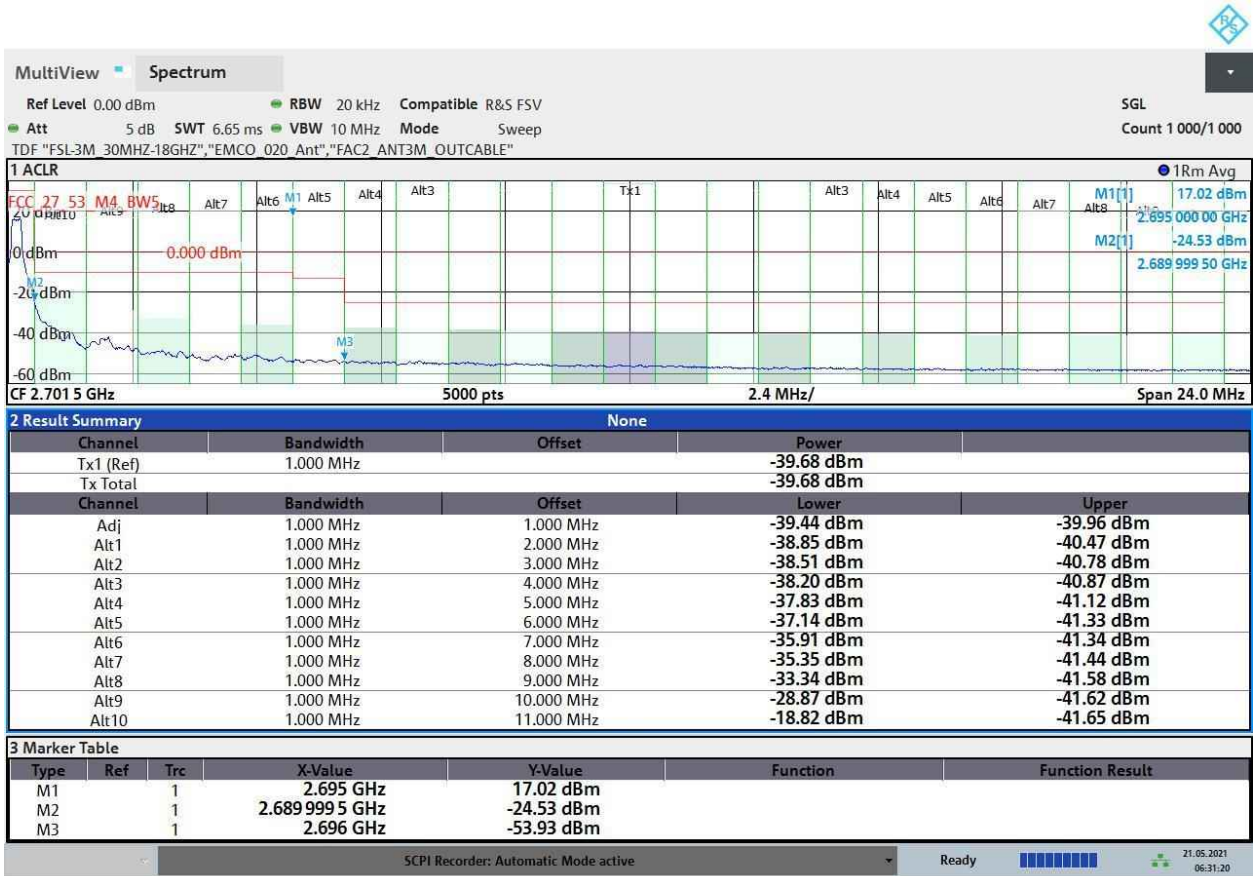 R&S
MultiView Spectrum
Ref Level 0.00 dBm RBW 20 kHz Compatible R&S FSV SGL
Att 5 dB SWT 6.65 ms VBW 10 MHz Mode Sweep Count 1 000/1 000
TDF "FSL-3M_30MHZ-18GHZ","EMCO_020_Ant","FAC2_ANT3M_OUTCABLE"
1 ACLR 1Rm Avg
FCC_27_53_M4_BW5 Alt10 Alt9 Alt8 Alt7 Alt6 M1 Alt5 Alt4 Alt3 Tx1 Alt3 Alt4 Alt5 Alt6 Alt7 Alt8 M1[1] 17.02 dBm
20 dBm 2.695 000 00 GHz
0 dBm 0.000 dBm M2[1] -24.53 dBm
2.689 999 50 GHz
M2
-20 dBm
-40 dBm
M3
-60 dBm
CF 2.701 5 GHz 5000 pts 2.4 MHz/ Span 24.0 MHz
2 Result Summary None
Channel Bandwidth Offset Power
Tx1 (Ref) 1.000 MHz -39.68 dBm
Tx Total -39.68 dBm
Channel Bandwidth Offset Lower Upper
Adj 1.000 MHz 1.000 MHz -39.44 dBm -39.96 dBm
Alt1 1.000 MHz 2.000 MHz -38.85 dBm -40.47 dBm
Alt2 1.000 MHz 3.000 MHz -38.51 dBm -40.78 dBm
Alt3 1.000 MHz 4.000 MHz -38.20 dBm -40.87 dBm
Alt4 1.000 MHz 5.000 MHz -37.83 dBm -41.12 dBm
Alt5 1.000 MHz 6.000 MHz -37.14 dBm -41.33 dBm
Alt6 1.000 MHz 7.000 MHz -35.91 dBm -41.34 dBm
Alt7 1.000 MHz 8.000 MHz -35.35 dBm -41.44 dBm
Alt8 1.000 MHz 9.000 MHz -33.34 dBm -41.58 dBm
Alt9 1.000 MHz 10.000 MHz -28.87 dBm -41.62 dBm
Alt10 1.000 MHz 11.000 MHz -18.82 dBm -41.65 dBm
3 Marker Table
Type Ref Trc X-Value Y-Value Function Function Result
M1 1 2.695 GHz 17.02 dBm
M2 1 2.689 999 5 GHz -24.53 dBm
M3 1 2.696 GHz -53.93 dBm
SCPI Recorder: Automatic Mode active Ready 21.05.2021
06:31:20